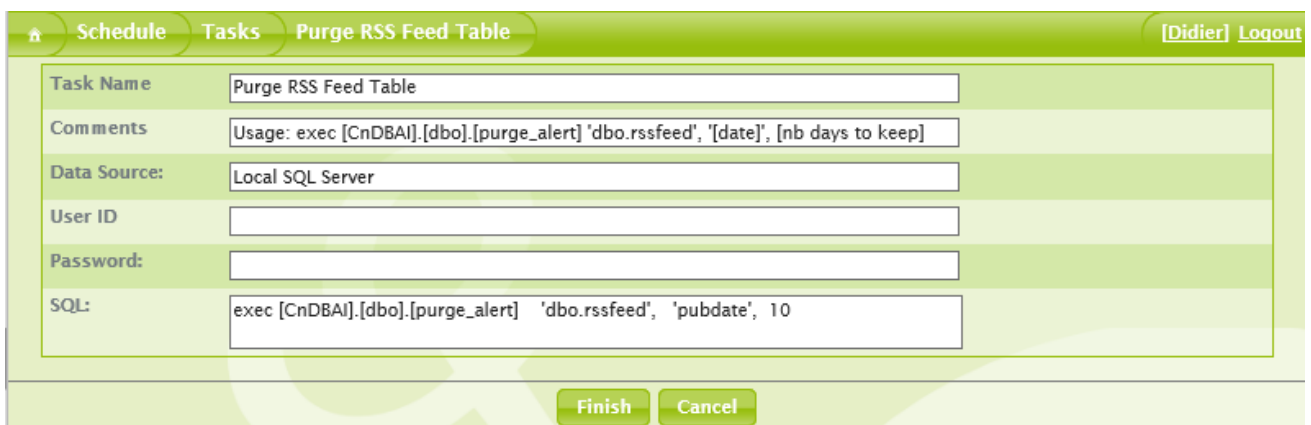 Schedule Tasks Purge RSS Feed Table [Didier] Logout
Task Name Purge RSS Feed Table
Comments Usage: exec [CnDBAI].[dbo].[purge_alert] 'dbo.rssfeed', '[date]', [nb days to keep]
Data Source: Local SQL Server
User ID
Password:
SQL: exec [CnDBAI].[dbo].[purge_alert] 'dbo.rssfeed', 'pubdate', 10
Finish Cancel